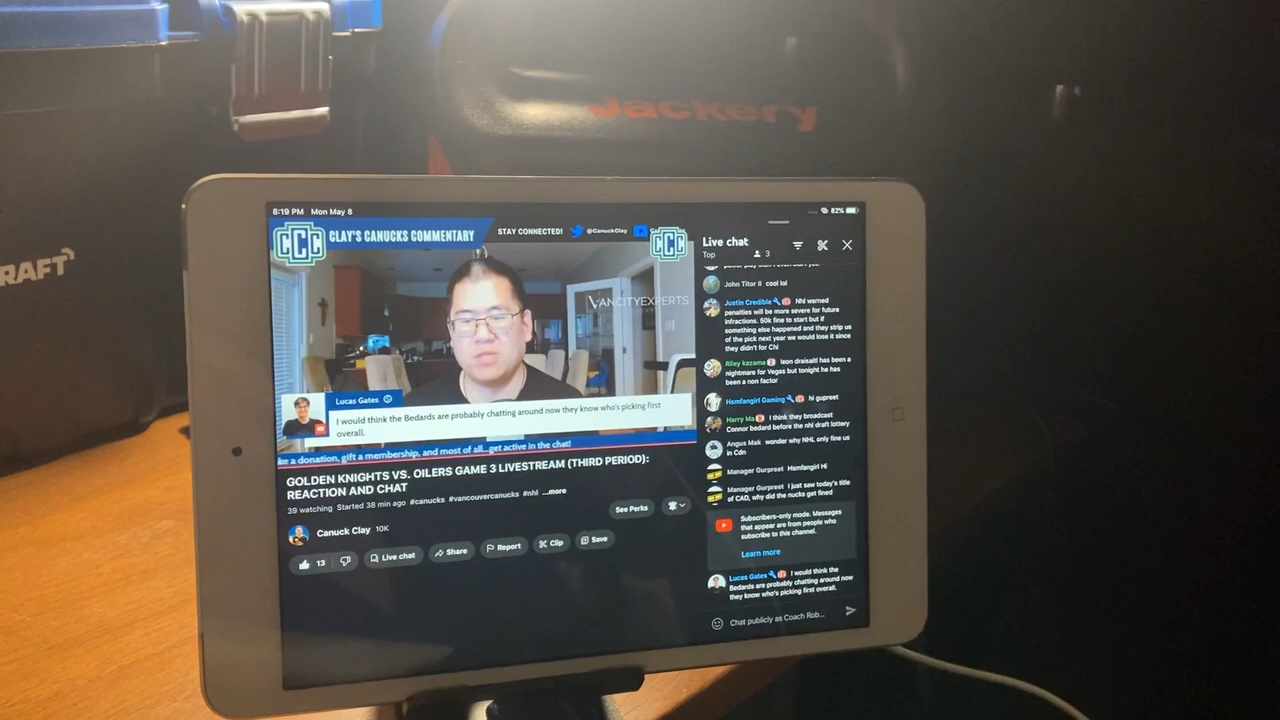 Jackery
RAFT
8:19 PM Mon May 8
82%
CCC
CLAY'S CANUCKS COMMENTARY
STAY CONNECTED!
@CanuckClay
CCC
VANCITYEXPERTS
Lucas Gates
I would think the Bedards are probably chatting around now they know who's picking first
overall.
a donation, gift a membership, and most of all...get active in the chat!
GOLDEN KNIGHTS VS. OILERS GAME 3 LIVESTREAM (THIRD PERIOD):
REACTION AND CHAT
39 watching Started 38 min ago #canucks #vancouvercanucks #nhl ...more
See Perks
Canuck Clay 10K
13
Live chat
Share
Report
Clip
Save
Live chat
Top
3
John Titor II cool lol
Justin Credible Nhl warned
penalties will be more severe for future
infractions. 50k fine to start but if
something else happened and they strip us
of the pick next year we would lose it since
they didn't for Chi
Riley kazama leon draisaitl has been a
nightmare for Vegas but tonight he has
been a non factor
Hsmfangirl Gaming hi gupreet
Harry Ma I think they broadcast
Connor bedard before the nhl draft lottery
Angus Mak wonder why NHL only fine us
in Cdn
Manager Gurpreet Hsmfangirl Hi
Manager Gurpreet I just saw today's title
of CAD, why did the nucks get fined
Subscribers-only mode. Messages
that appear are from people who
subscribe to this channel.
Learn more
Lucas Gates I would think the
Bedards are probably chatting around now
they know who's picking first overall.
Chat publicly as Coach Rob...